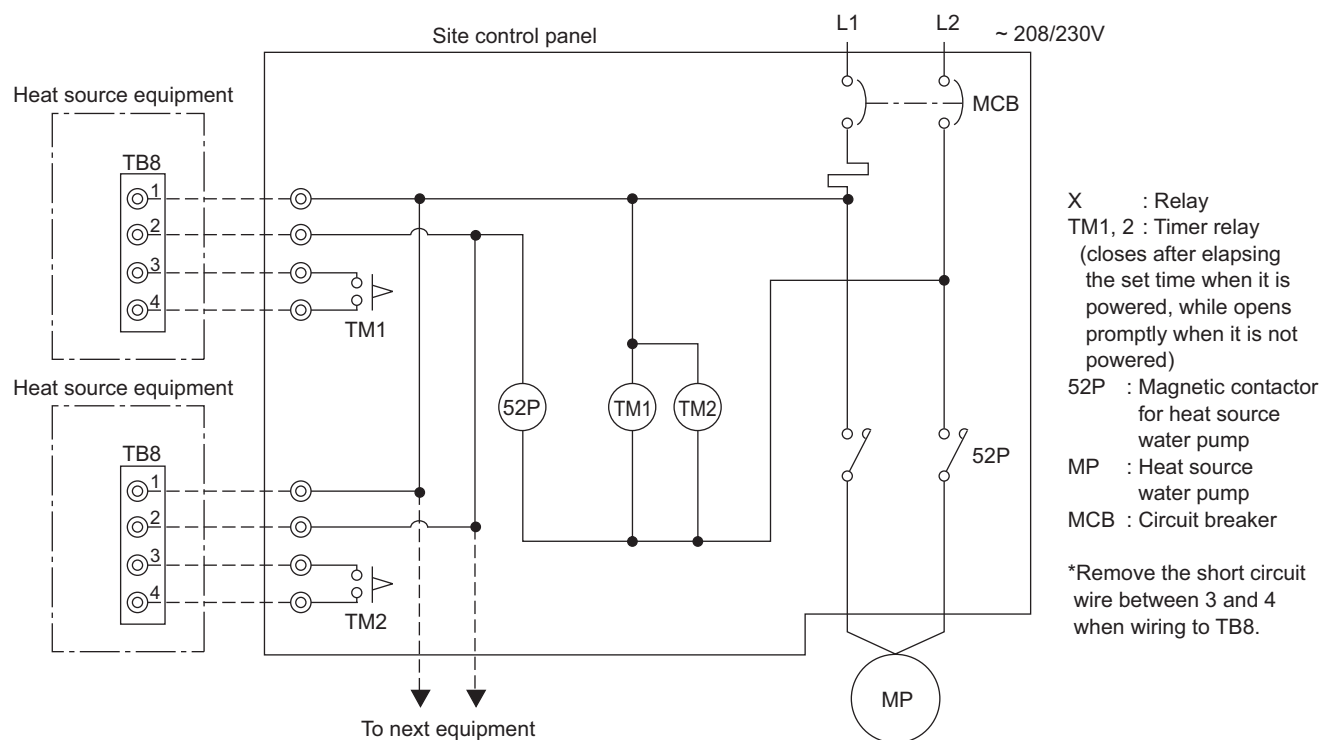 Site control panel
L1
L2
~ 208/230V
MCB
Heat source equipment
TB8
1
2
3
4
TM1
Heat source equipment
TB8
1
2
3
4
TM2
52P
TM1
TM2
52P
MP
To next equipment
X : Relay
TM1, 2 : Timer relay
(closes after elapsing
the set time when it is
powered, while opens
promptly when it is not
powered)
52P : Magnetic contactor
for heat source
water pump
MP : Heat source
water pump
MCB : Circuit breaker
*Remove the short circuit
wire between 3 and 4
when wiring to TB8.